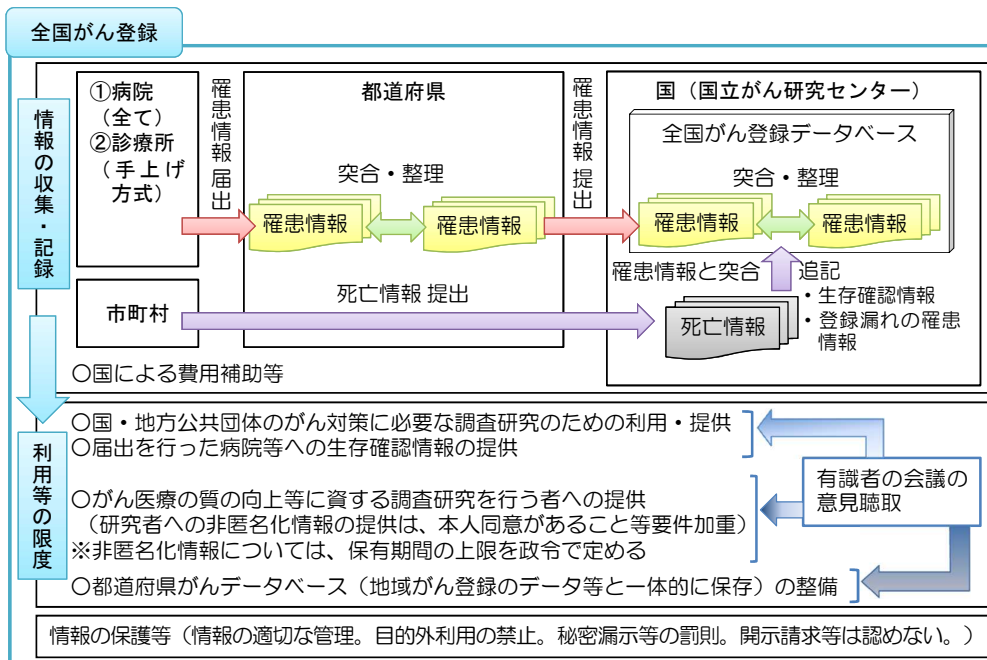 全国がん登録
情報の収集・記録
①病院
(全て)
②診療所
(手上げ
方式)
罹患情報 届出
都道府県
突合・整理
罹患情報
罹患情報
罹患情報 提出
国(国立がん研究センター)
全国がん登録データベース
突合・整理
罹患情報
罹患情報
罹患情報と突合
追記
市町村
死亡情報 提出
死亡情報
・生存確認情報
・登録漏れの罹患
情報
○国による費用補助等
利用等の限度
○国・地方公共団体のがん対策に必要な調査研究のための利用・提供
○届出を行った病院等への生存確認情報の提供
○がん医療の質の向上等に資する調査研究を行う者への提供
(研究者への非匿名化情報の提供は、本人同意があること等要件加重)
※非匿名化情報については、保有期間の上限を政令で定める
○都道府県がんデータベース(地域がん登録のデータ等と一体的に保存)の整備
有識者の会議の
意見聴取
情報の保護等(情報の適切な管理。目的外利用の禁止。秘密漏示等の罰則。開示請求等は認めない。)